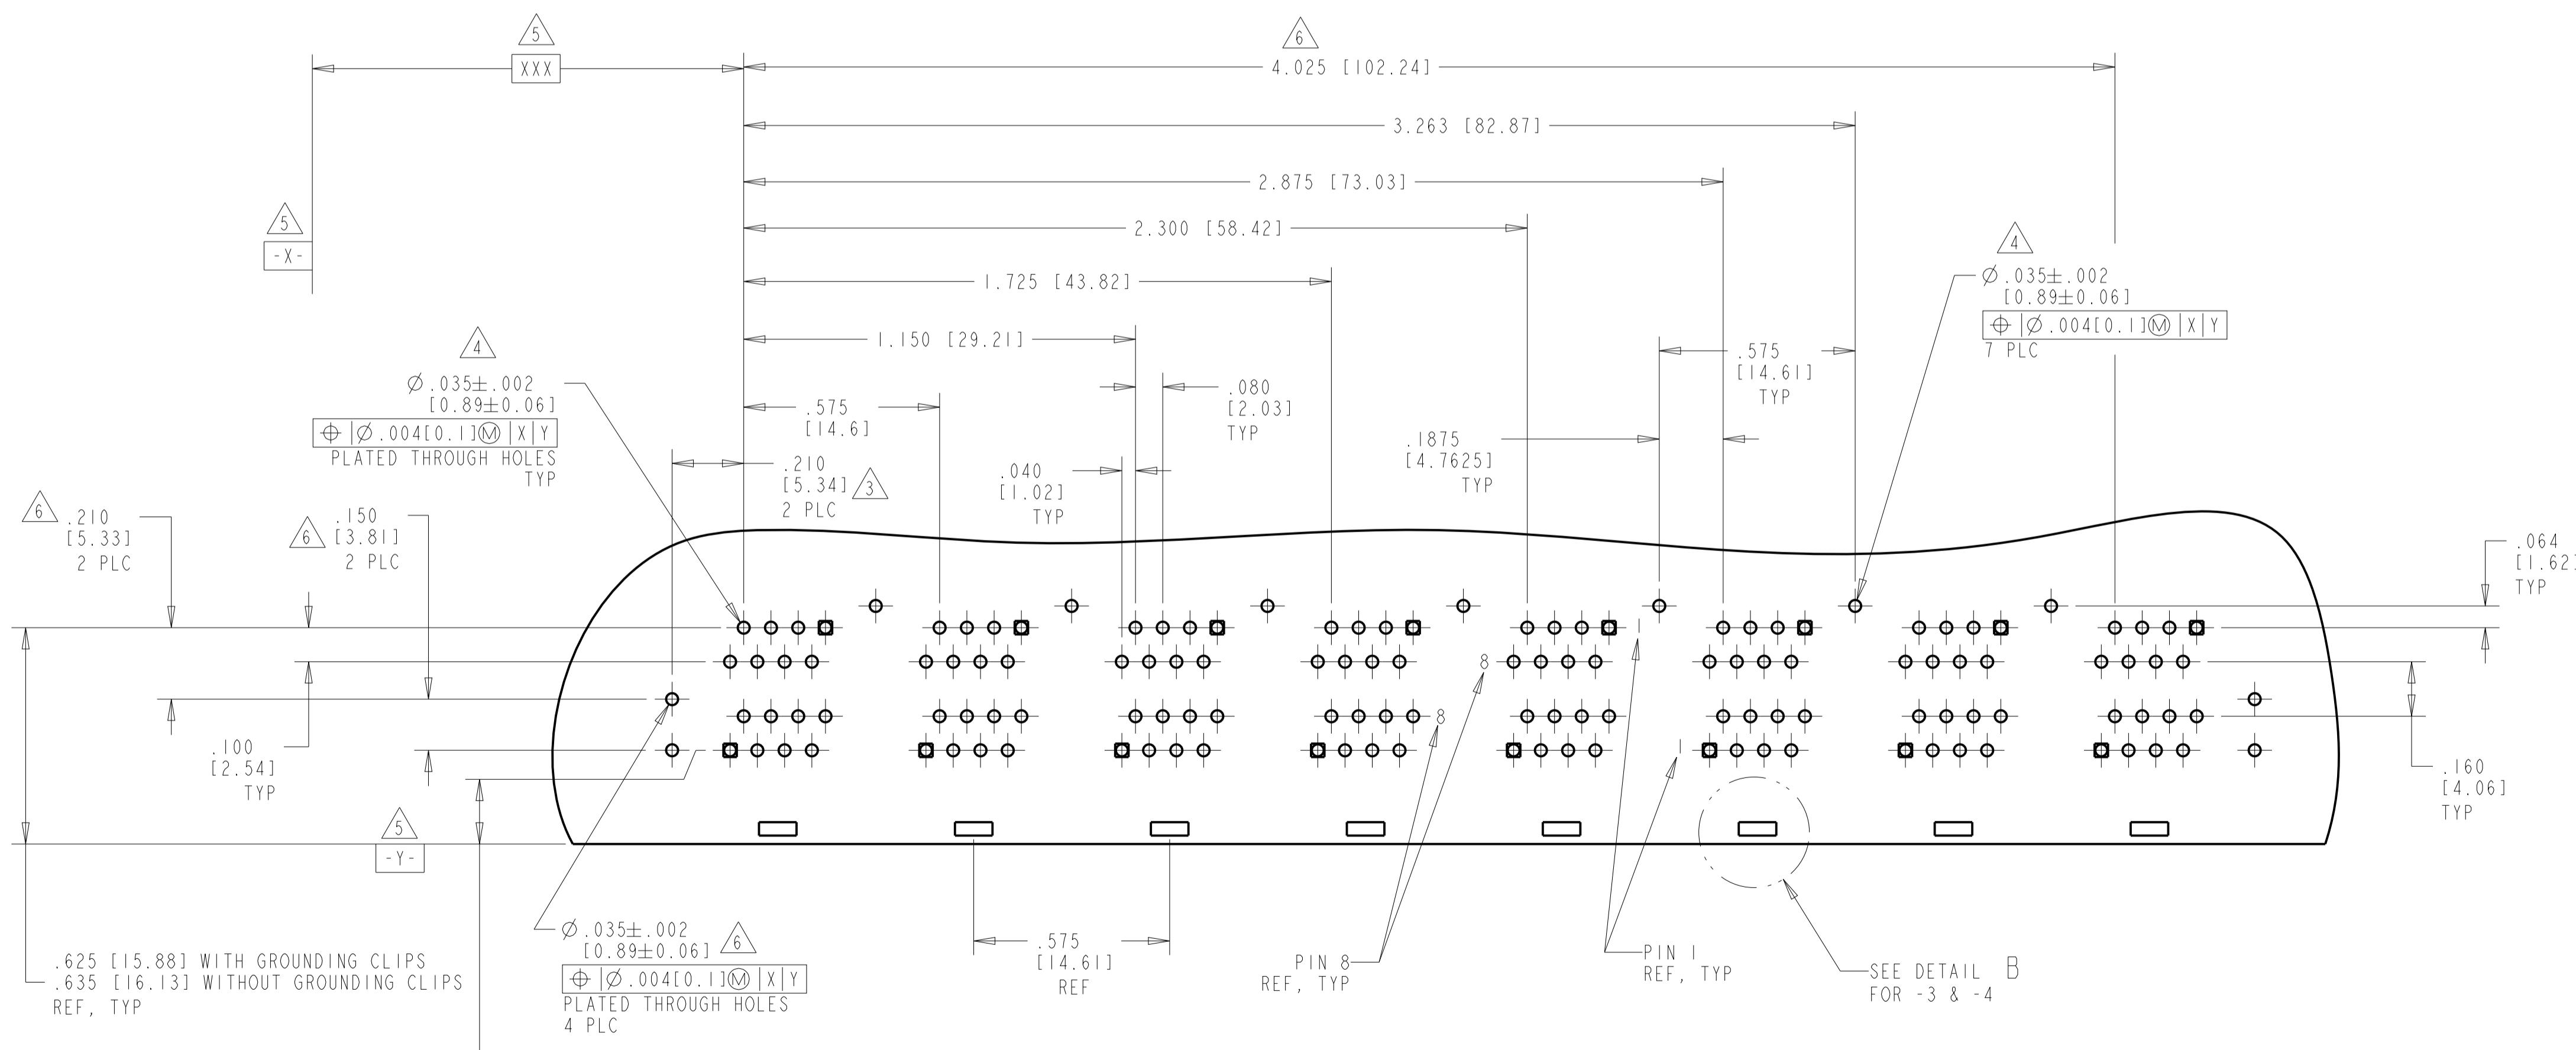 5
XXX
6
4.025 [102.24]
3.263 [82.87]
2.875 [73.03]
5
-X-
2.300 [58.42]
4
Ø.035±.002
[0.89±0.06]
⌖|Ø.004[0.1]Ⓜ|X|Y
7 PLC
1.725 [43.82]
4
Ø.035±.002
[0.89±0.06]
⌖|Ø.004[0.1]Ⓜ|X|Y
PLATED THROUGH HOLES
TYP
1.150 [29.21]
.575
[14.61]
TYP
.080
[2.03]
TYP
.575
[14.6]
.1875
[4.7625]
TYP
.210
[5.34] 3
2 PLC
.040
[1.02]
TYP
6 .210
[5.33]
2 PLC
.150
6 [3.81]
2 PLC
.064
[1.62]
TYP
1
8
8
1
.100
[2.54]
TYP
.160
[4.06]
TYP
5
-Y-
.625 [15.88] WITH GROUNDING CLIPS
.635 [16.13] WITHOUT GROUNDING CLIPS
REF, TYP
Ø.035±.002
[0.89±0.06] 6
⌖|Ø.004[0.1]Ⓜ|X|Y
PLATED THROUGH HOLES
4 PLC
.575
[14.61]
REF
PIN 8
REF, TYP
PIN 1
REF, TYP
SEE DETAIL B
FOR -3 & -4